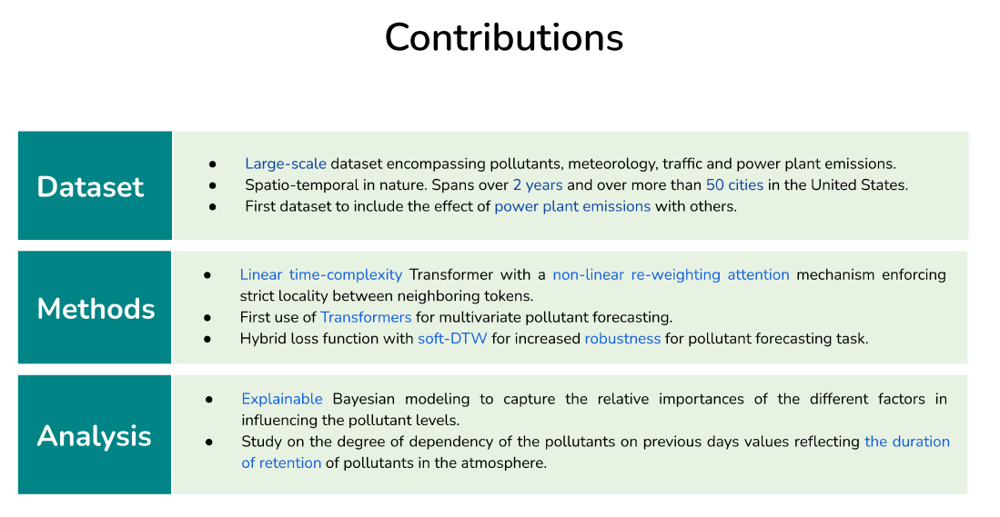 Contributions
Dataset
● Large-scale dataset encompassing pollutants, meteorology, traffic and power plant emissions.
● Spatio-temporal in nature. Spans over 2 years and over more than 50 cities in the United States.
● First dataset to include the effect of power plant emissions with others.
Methods
● Linear time-complexity Transformer with a non-linear re-weighting attention mechanism enforcing
strict locality between neighboring tokens.
● First use of Transformers for multivariate pollutant forecasting.
● Hybrid loss function with soft-DTW for increased robustness for pollutant forecasting task.
Analysis
● Explainable Bayesian modeling to capture the relative importances of the different factors in
influencing the pollutant levels.
● Study on the degree of dependency of the pollutants on previous days values reflecting the duration
of retention of pollutants in the atmosphere.